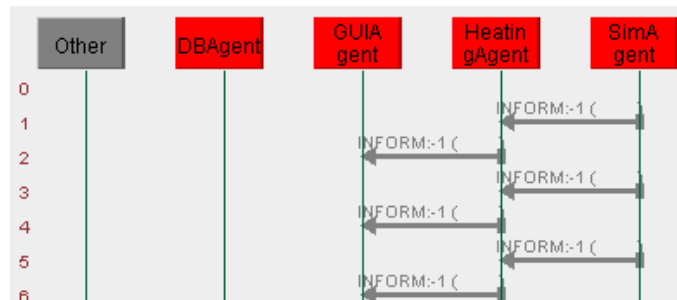 Other
DBAgent
GUIA
gent
Heatin
gAgent
SimA
gent
0
INFORM:-1 (
1
INFORM:-1 (
2
INFORM:-1 (
3
INFORM:-1 (
4
INFORM:-1 (
5
INFORM:-1 (
6